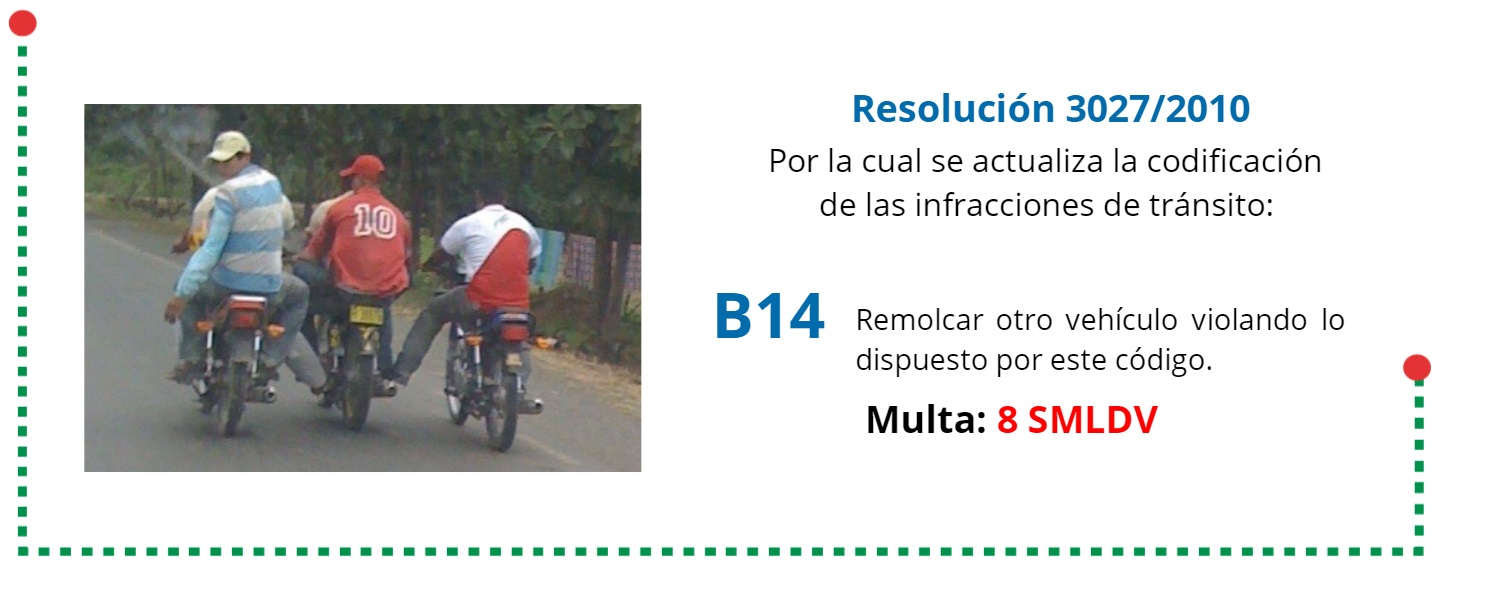 Resolución 3027/2010
Por la cual se actualiza la codificación
de las infracciones de tránsito:
B14
Remolcar otro vehículo violando lo
dispuesto por este código.
Multa: 8 SMLDV
10